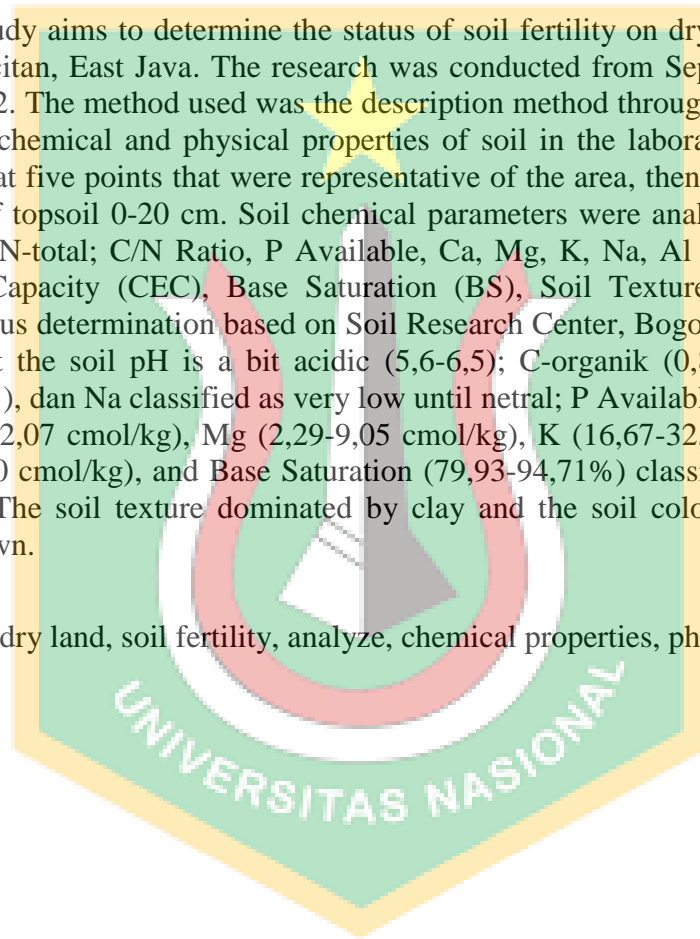 udy aims to determine the status of soil fertility on dry
citan, East Java. The research was conducted from Sep
2. The method used was the description method through
chemical and physical properties of soil in the labora
at five points that were representative of the area, then
f topsoil 0-20 cm. Soil chemical parameters were anal
N-total; C/N Ratio, P Available, Ca, Mg, K, Na, Al
Capacity (CEC), Base Saturation (BS), Soil Texture
us determination based on Soil Research Center, Bogo
t the soil pH is a bit acidic (5,6-6,5); C-organik (0,
), dan Na classified as very low until netral; P Availabl
2,07 cmol/kg), Mg (2,29-9,05 cmol/kg), K (16,67-32
0 cmol/kg), and Base Saturation (79,93-94,71%) classi
The soil texture dominated by clay and the soil colo
wn.
dry land, soil fertility, analyze, chemical properties, ph
UNIVERSITAS NASIONAL